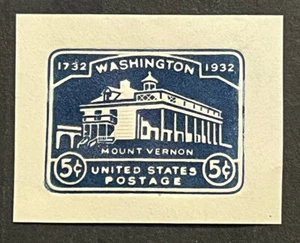 1732 WASHINGTON 1932
MOUNT VERNON
5¢ UNITED STATES 5¢
POSTAGE